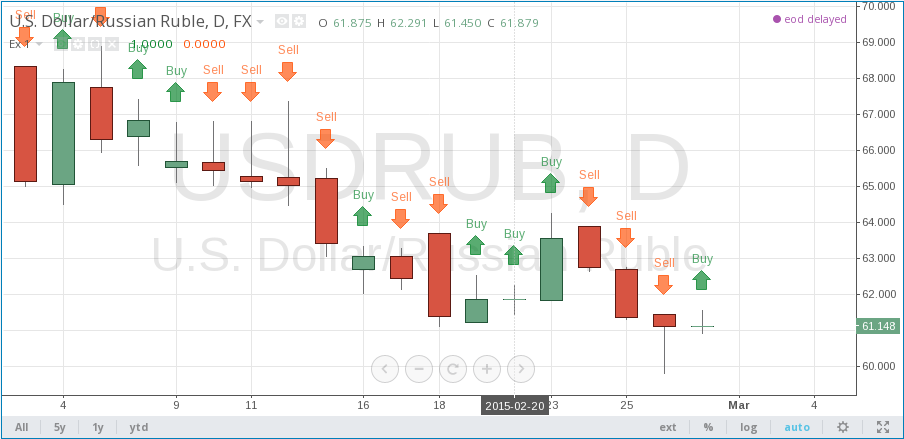 U.S. Dollar/Russian Ruble, D, FX O 61.875 H 62.291 L 61.450 C 61.879
eod delayed
Ex 1 1.0000 0.0000
Sell
Buy
Buy
Buy
Sell
Sell
Sell
Sell
Buy
Sell
Sell
Buy
Buy
Buy
Sell
Sell
Sell
Buy
USDRUB, D
U.S. Dollar/Russian Ruble
70.000
69.000
68.000
67.000
66.000
65.000
64.000
63.000
62.000
61.148
60.000
4 9 11 16 18 2015-02-20 23 25 Mar 4
All 5y 1y ytd ext % log auto